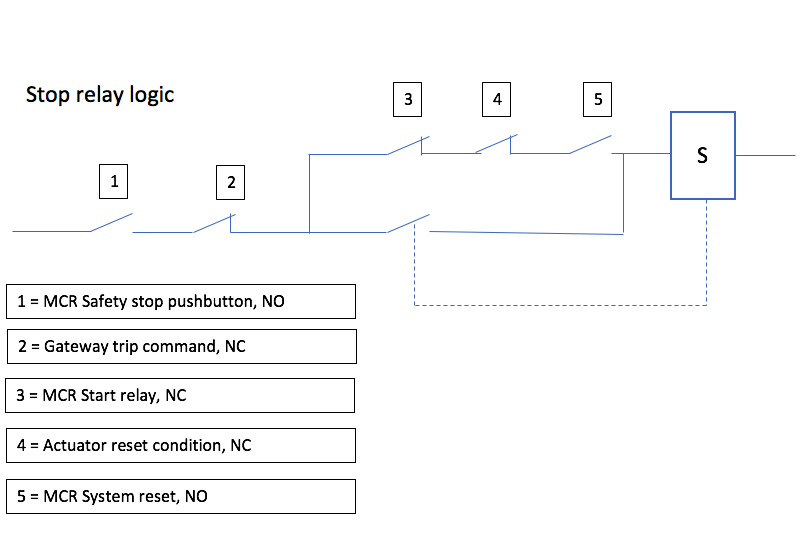 Stop relay logic
3
4
5
S
1
2
1 = MCR Safety stop pushbutton, NO
2 = Gateway trip command, NC
3 = MCR Start relay, NC
4 = Actuator reset condition, NC
5 = MCR System reset, NO